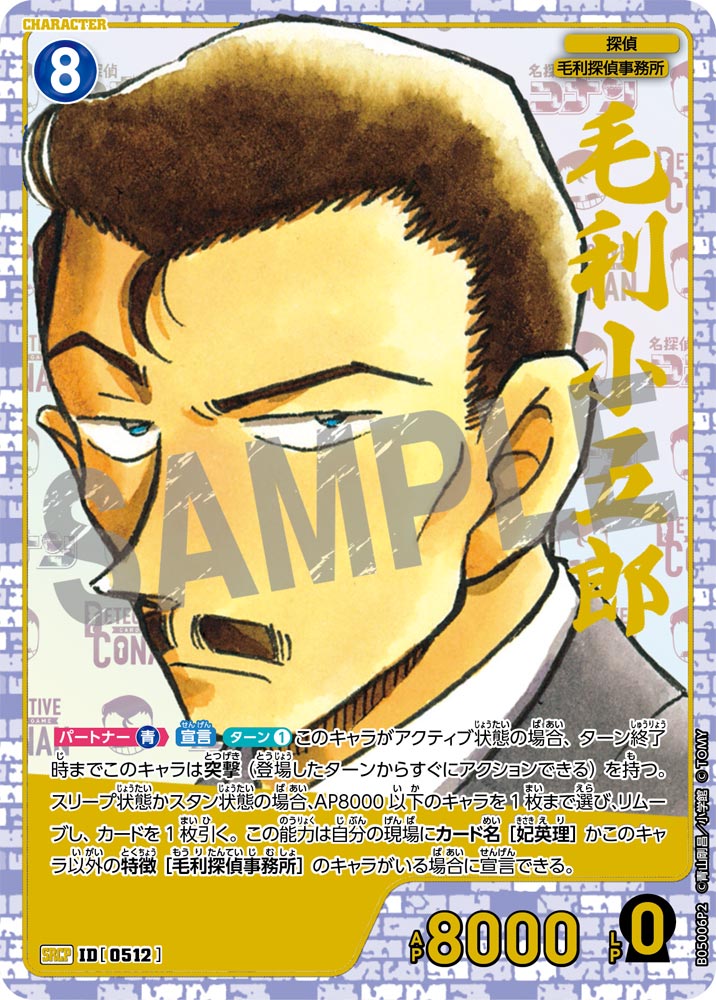 CHARACTER
8
探偵
毛利探偵事務所
毛利小五郎
SAMPLE
パートナー 青 宣言 ターン1 このキャラがアクティブ状態の場合、ターン終了
時までこのキャラは突撃（登場したターンからすぐにアクションできる）を持つ。
スリープ状態かスタン状態の場合、AP8000以下のキャラを1枚まで選び、リムー
ブし、カードを1枚引く。この能力は自分の現場にカード名［妃英理］かこのキャ
ラ以外の特徴［毛利探偵事務所］のキャラがいる場合に宣言できる。
SRCP ID[ 0512 ]
AP 8000
LP 0
B05006P2 ©青山剛昌／小学館 ©TOMY